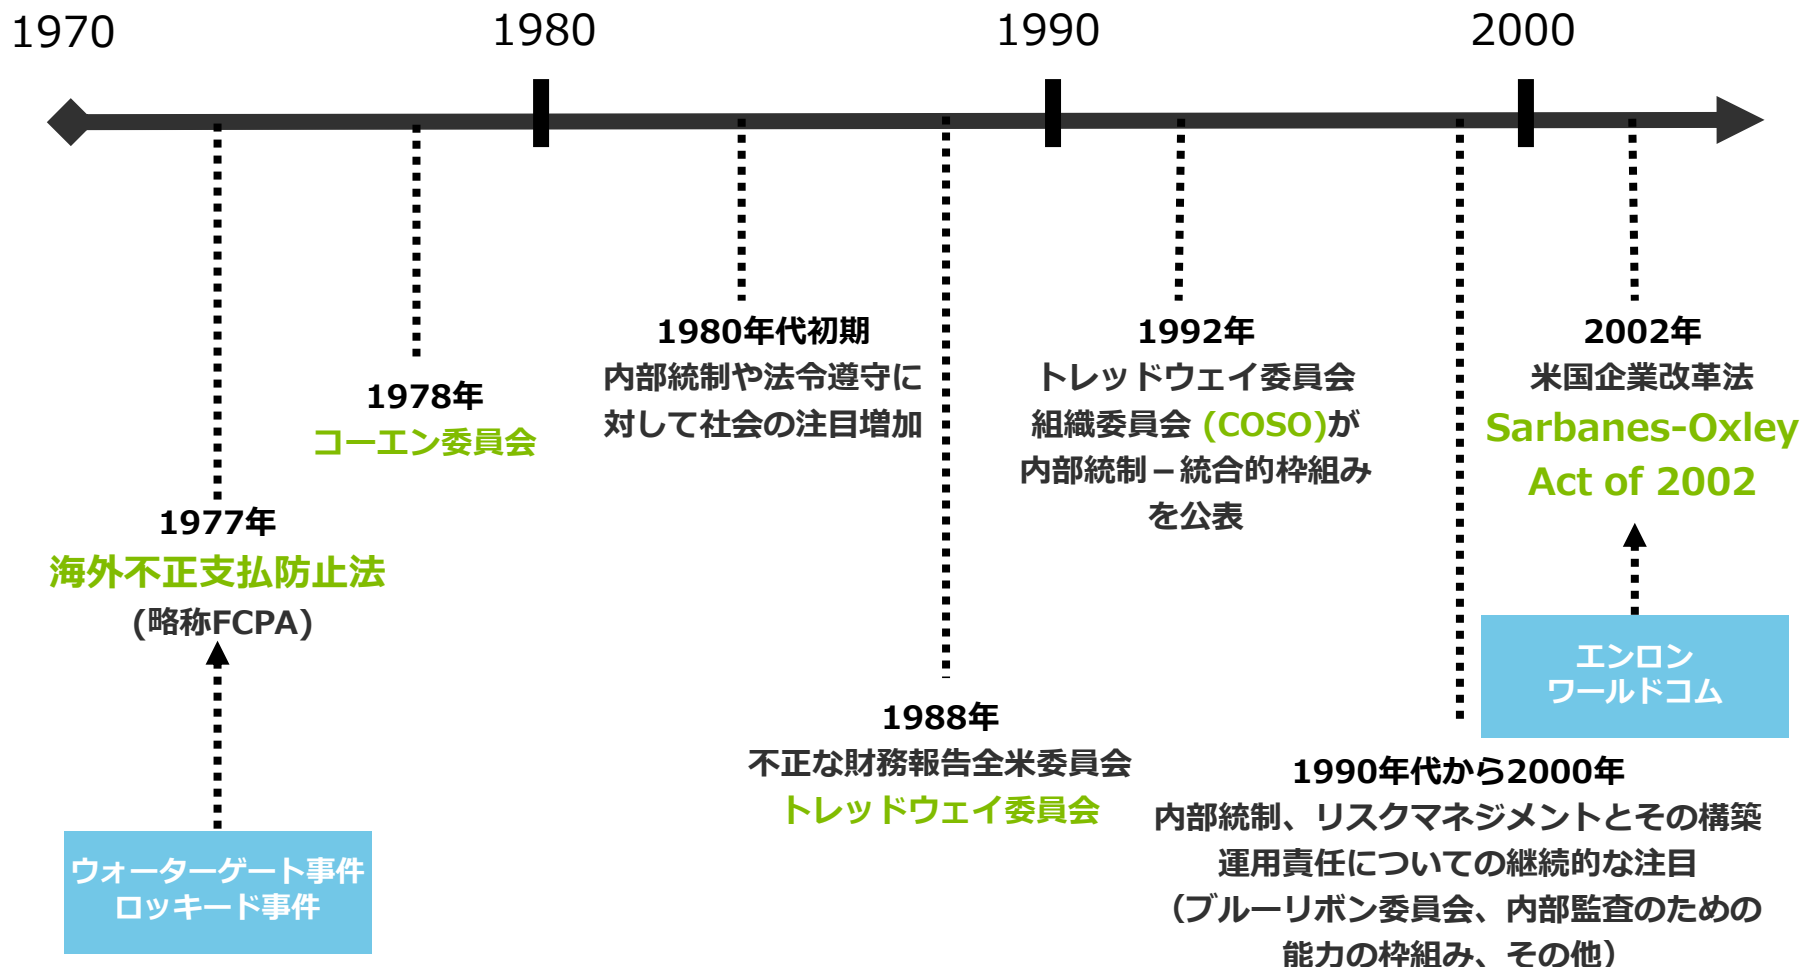 1970
1980
1990
2000
1977年
海外不正支払防止法
(略称FCPA)
ウォーターゲート事件
ロッキード事件
1978年
コーエン委員会
1980年代初期
内部統制や法令遵守に
対して社会の注目増加
1988年
不正な財務報告全米委員会
トレッドウェイ委員会
1992年
トレッドウェイ委員会
組織委員会 (COSO)が
内部統制－統合的枠組み
を公表
1990年代から2000年
内部統制、リスクマネジメントとその構築
運用責任についての継続的な注目
（ブルーリボン委員会、内部監査のための
能力の枠組み、その他）
2002年
米国企業改革法
Sarbanes-Oxley
Act of 2002
エンロン
ワールドコム